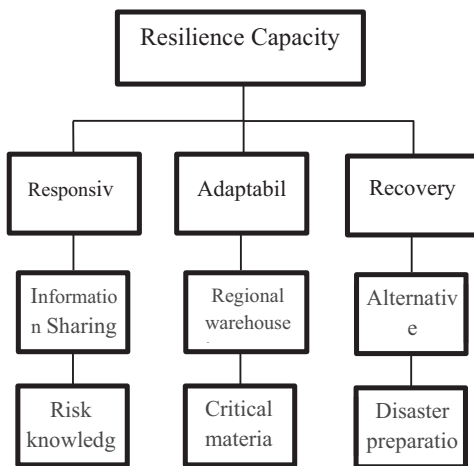 Resilience Capacity
Responsiv
Adaptabil
Recovery
Informatio
n Sharing
Regional
warehouse
Alternativ
e
Risk
knowledg
Critical
materia
Disaster
preparatio